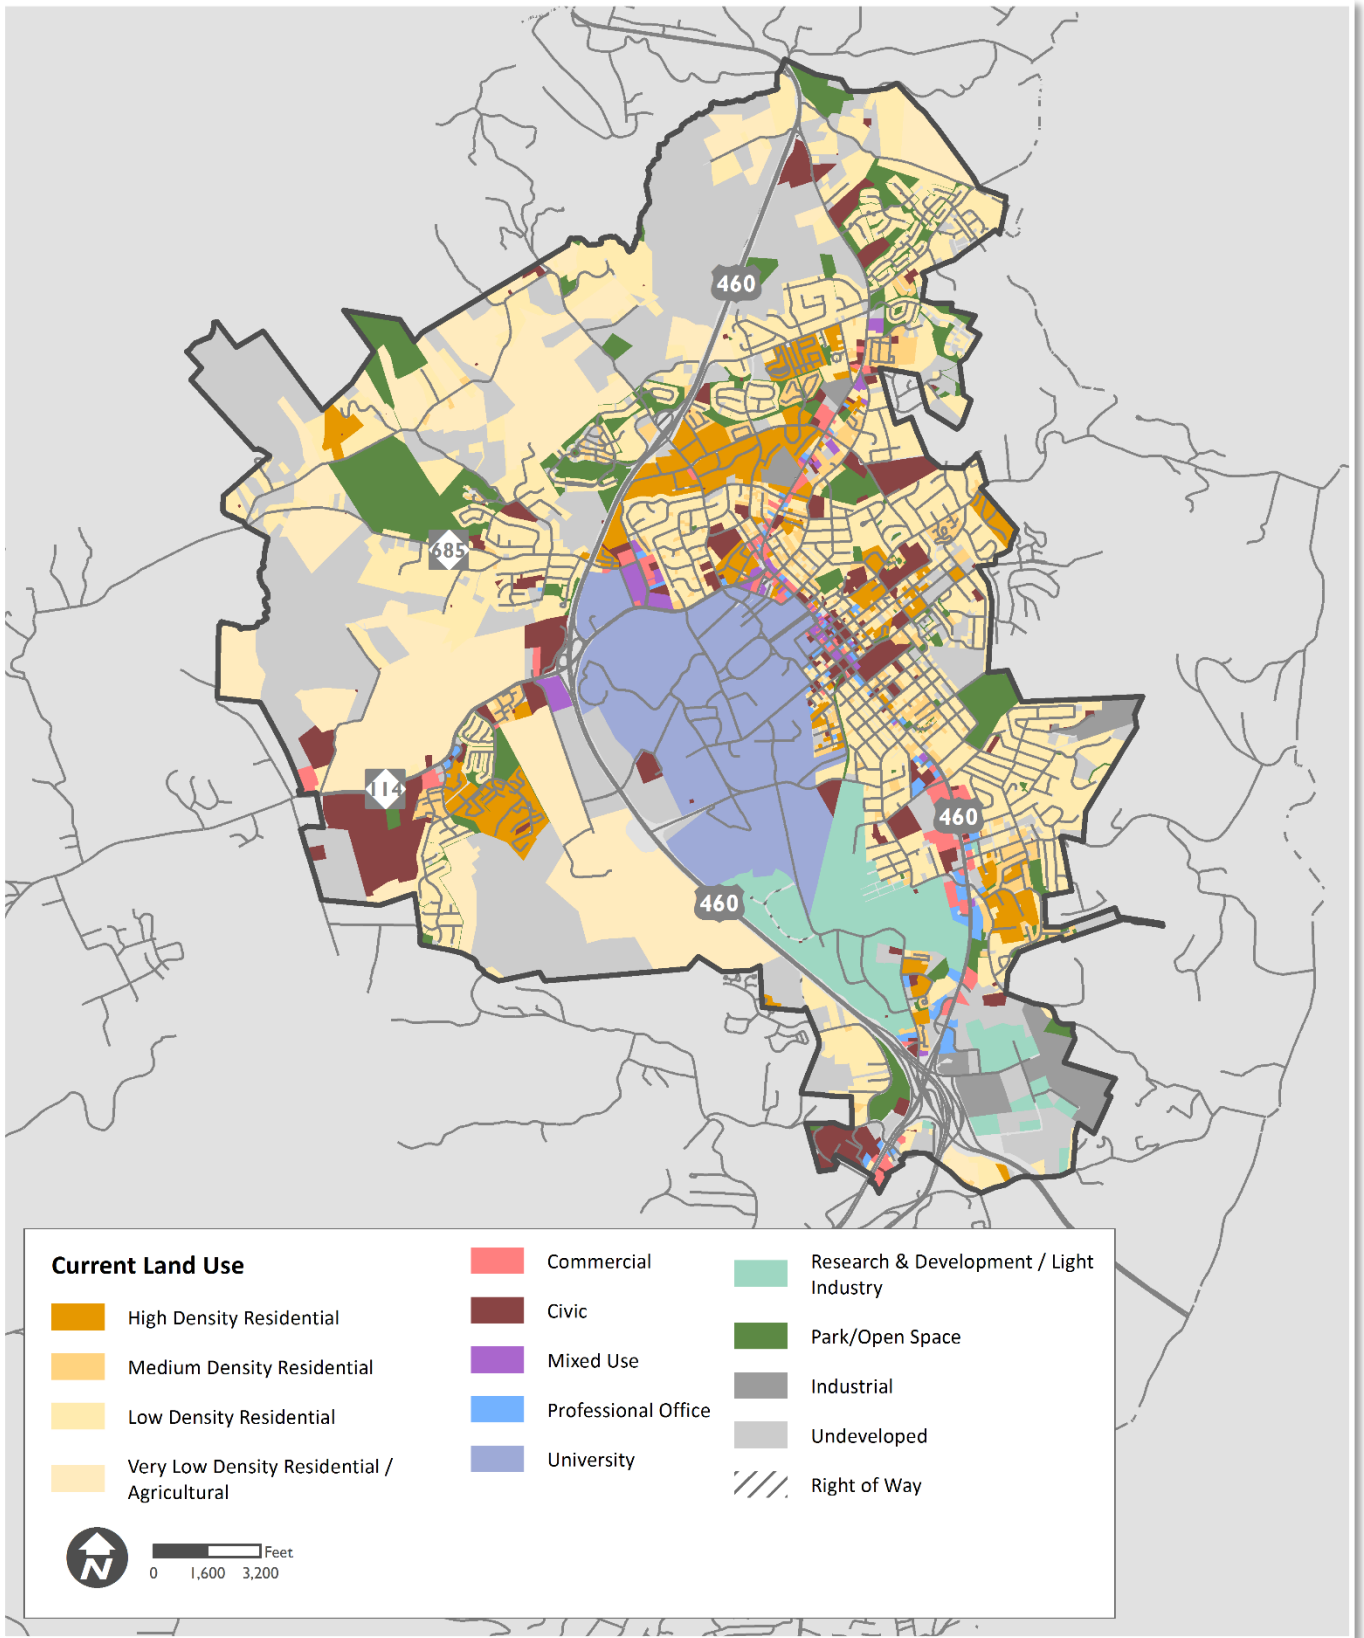 460
685
114
460
460
Current Land Use
High Density Residential
Medium Density Residential
Low Density Residential
Very Low Density Residential /
Agricultural
Commercial
Civic
Mixed Use
Professional Office
University
Research & Development / Light
Industry
Park/Open Space
Industrial
Undeveloped
Right of Way
N
Feet
0 1,600 3,200